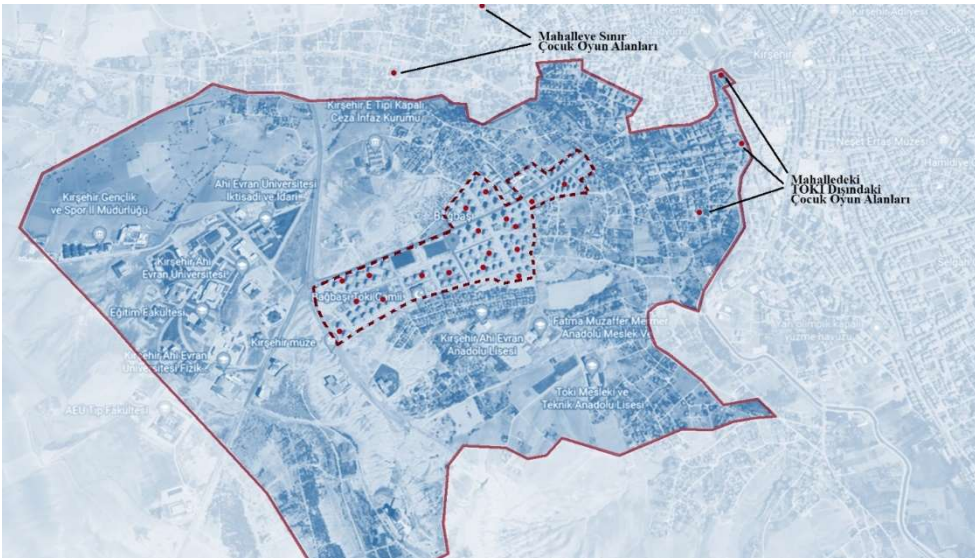 Mahalleye Sınır
Çocuk Oyun Alanları
Kırşehir E Tipi Kapalı
Ceza İnfaz Kurumu
Neşet Ertaş Müzes
Mahalledeki
TOKİ Dışındaki
Çocuk Oyun Alanları
Ahi Evran Üniversitesi
İktisadi ve İdari
Kırşehir Gençlik
ve Spor İl Müdürlüğü
Bağbaşı
Kırşehir Ahi
Evran Üniversitesi
Eğitim Fakültesi
Bağbaşı Toki Camii
Kırşehir müze
Kırşehir Ahi Evran
Anadolu Lisesi
Fatma Muzaffer Mermer
Anadolu Meslek Ve
Kırşehir Ahi Evran
Üniversitesi Fizik
AEÜ Tıp Fakültesi
Toki Mesleki ve
Teknik Anadolu Lisesi